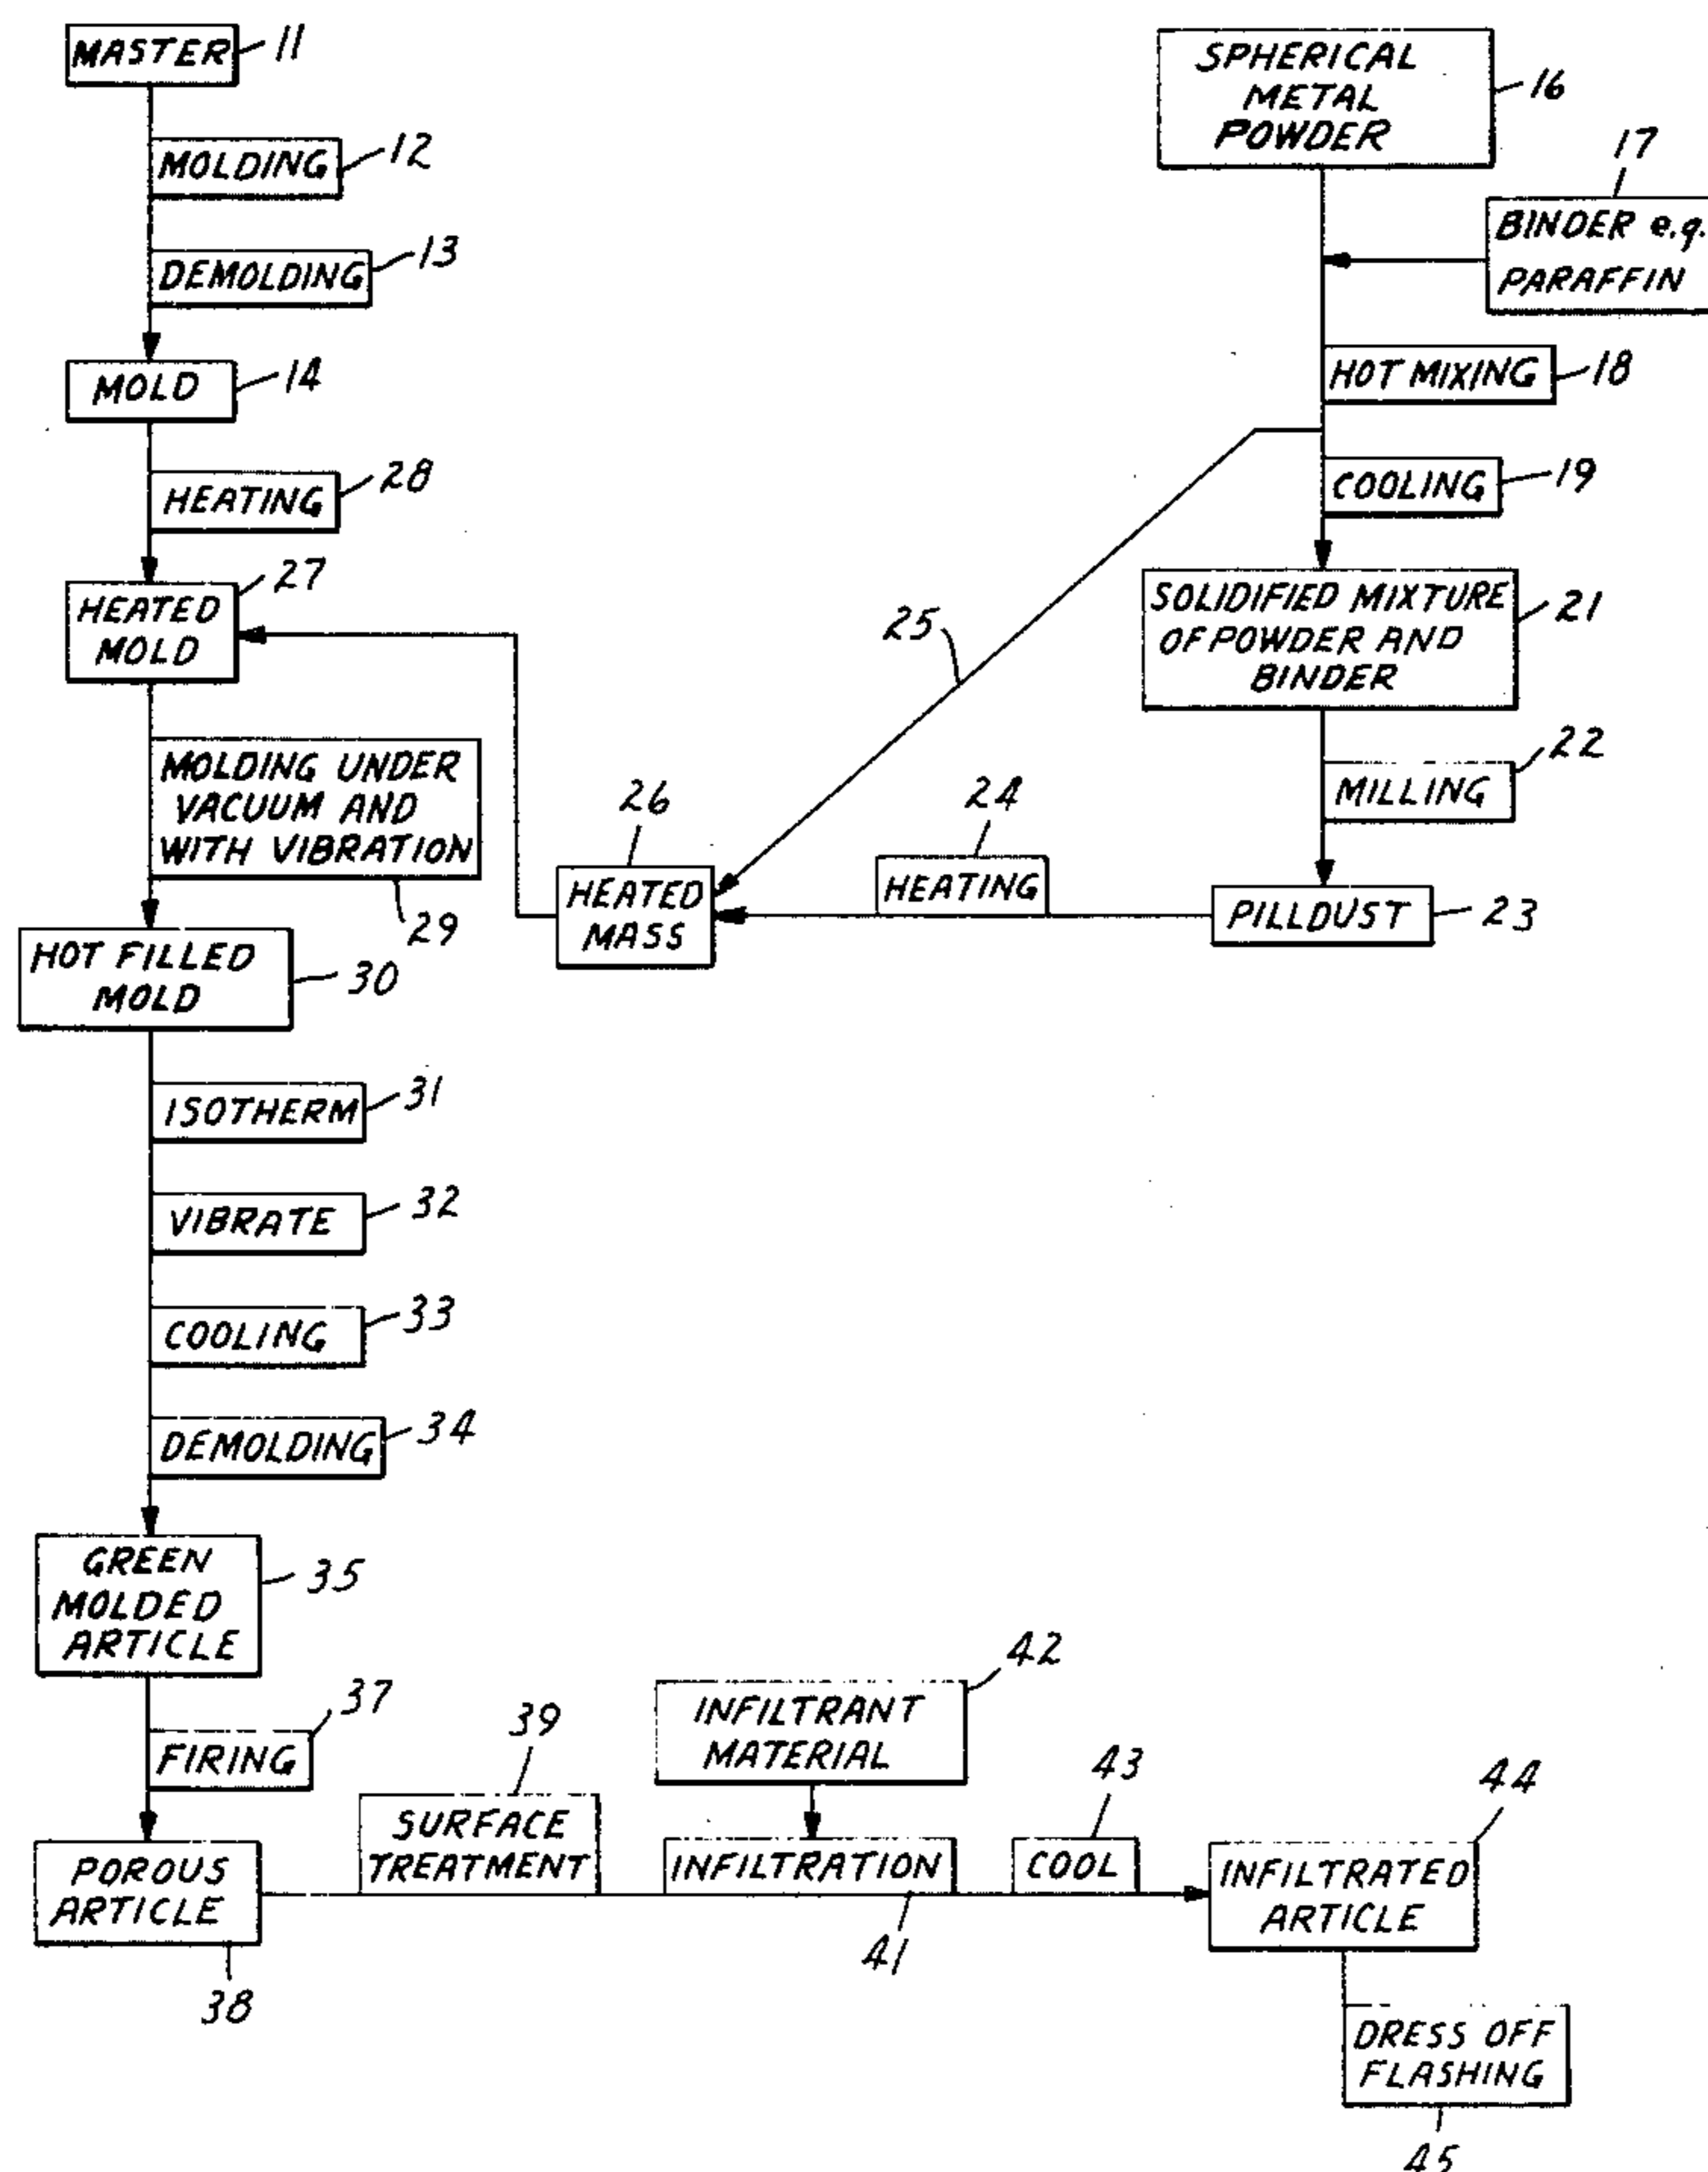 MASTER
11
MOLDING
12
DEMOLDING
13
MOLD
14
HEATING
28
HEATED
MOLD
27
MOLDING UNDER
VACUUM AND
WITH VIBRATION
29
HOT FILLED
MOLD
30
ISOTHERM
31
VIBRATE
32
COOLING
33
DEMOLDING
34
GREEN
MOLDED
ARTICLE
35
FIRING
37
POROUS
ARTICLE
38
SPHERICAL
METAL
POWDER
16
17
BINDER e.g.
PARAFFIN
HOT MIXING
18
COOLING
19
SOLIDIFIED MIXTURE
OF POWDER AND
BINDER
21
MILLING
22
PILLDUST
23
24
HEATING
25
26
HEATED
MASS
39
SURFACE
TREATMENT
42
INFILTRANT
MATERIAL
INFILTRATION
41
43
COOL
44
INFILTRATED
ARTICLE
DRESS OFF
FLASHING
45